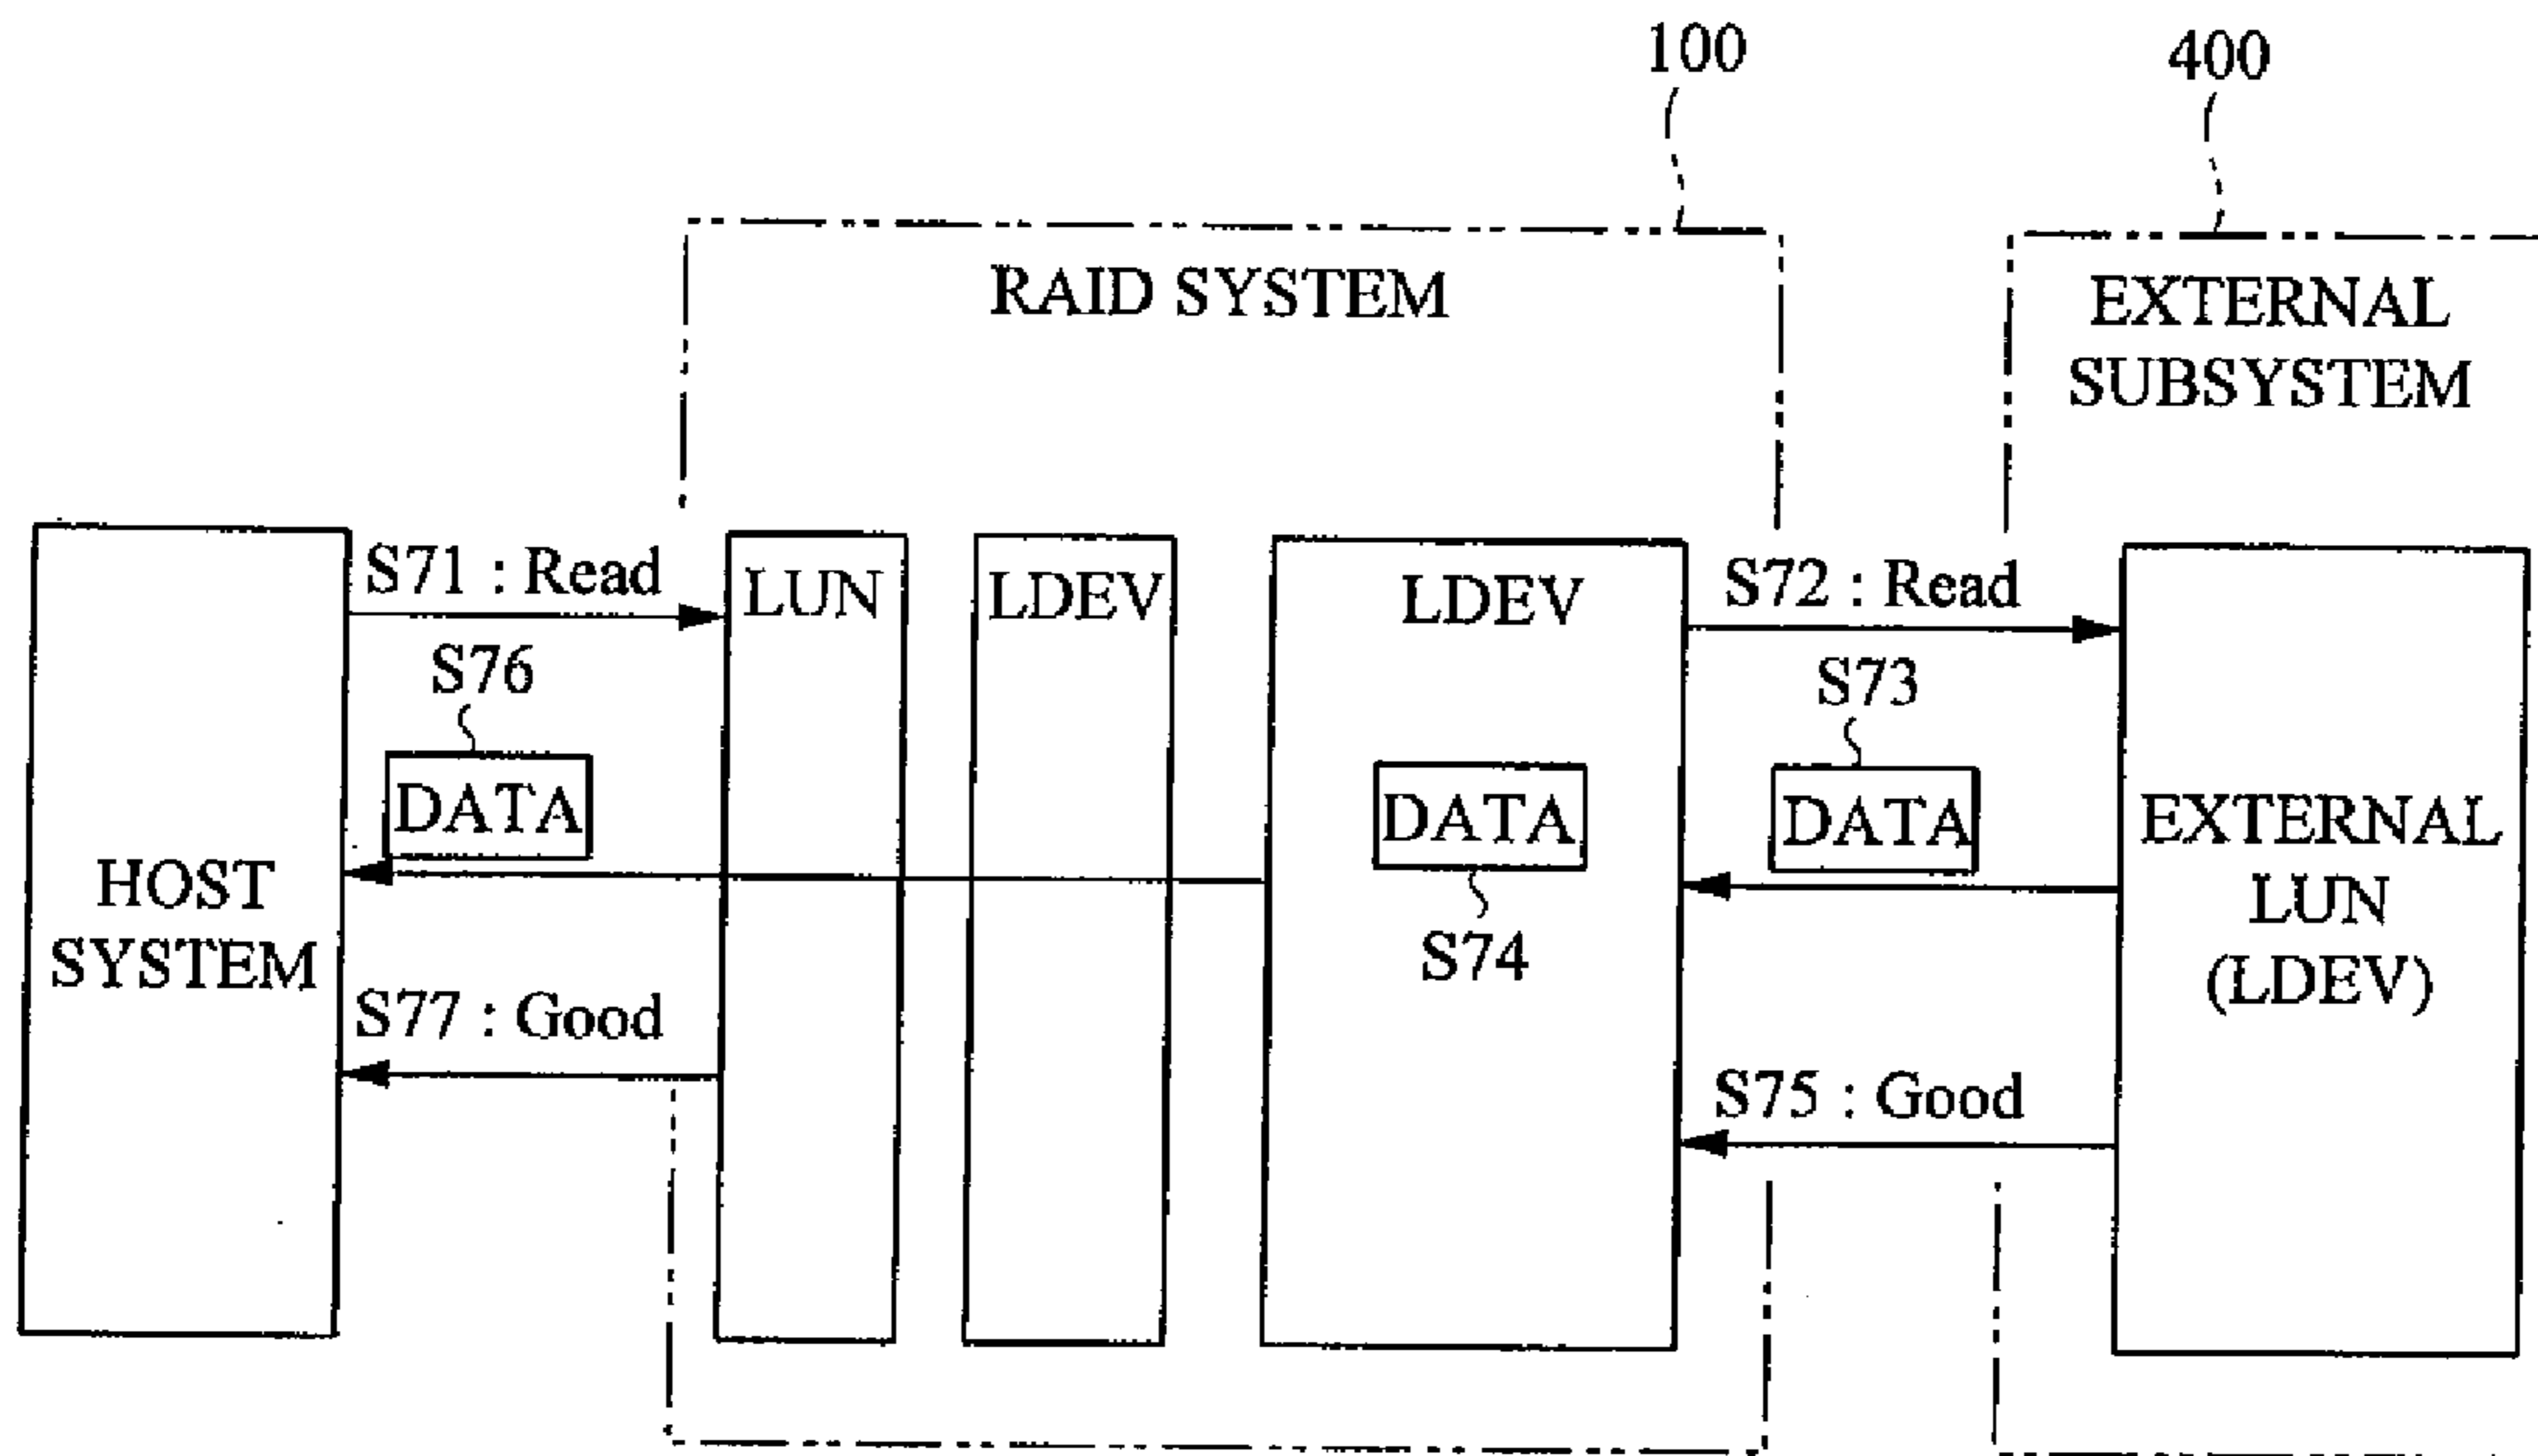 100
400
RAID SYSTEM
EXTERNAL
SUBSYSTEM
S71 : Read
LUN
LDEV
LDEV
S72 : Read
S76
S73
DATA
DATA
DATA
HOST
SYSTEM
EXTERNAL
LUN
(LDEV)
S74
S77 : Good
S75 : Good